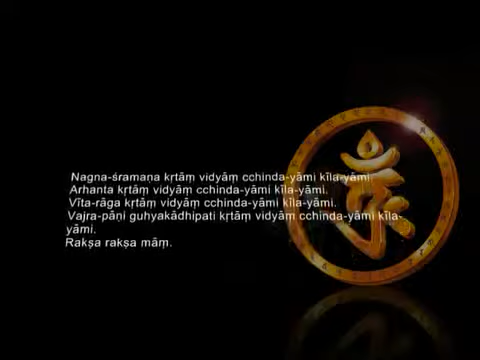 Nagna-śramaṇa kṛtāṃ vidyāṃ cchinda-yāmi kīla-yāmi.
Arhanta kṛtāṃ vidyāṃ cchinda-yāmi kīla-yāmi.
Vīta-rāga kṛtāṃ vidyāṃ cchinda-yāmi kīla-yāmi.
Vajra-pāṇi guhyakādhipati kṛtāṃ vidyāṃ cchinda-yāmi kīla-
yāmi.
Rakṣa rakṣa māṃ.